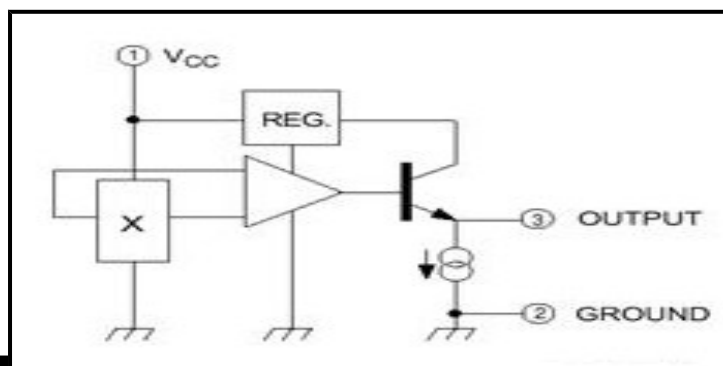 1 VCC
REG.
X
3 OUTPUT
2 GROUND